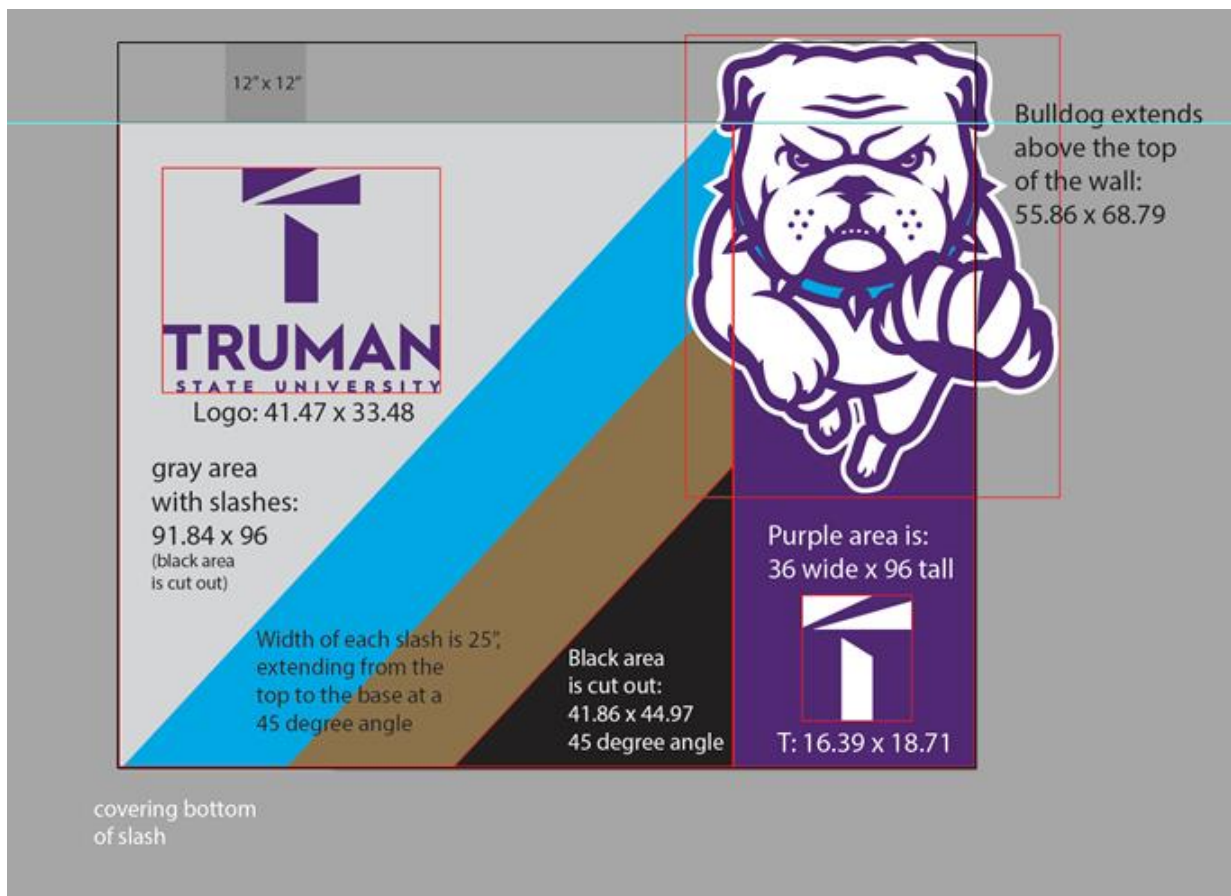 12" x 12"
Bulldog extends
above the top
of the wall:
55.86 x 68.79
TRUMAN
STATE UNIVERSITY
Logo: 41.47 x 33.48
gray area
with slashes:
91.84 x 96
(black area
is cut out)
Width of each slash is 25",
extending from the
top to the base at a
45 degree angle
Black area
is cut out:
41.86 x 44.97
45 degree angle
Purple area is:
36 wide x 96 tall
T: 16.39 x 18.71
covering bottom
of slash